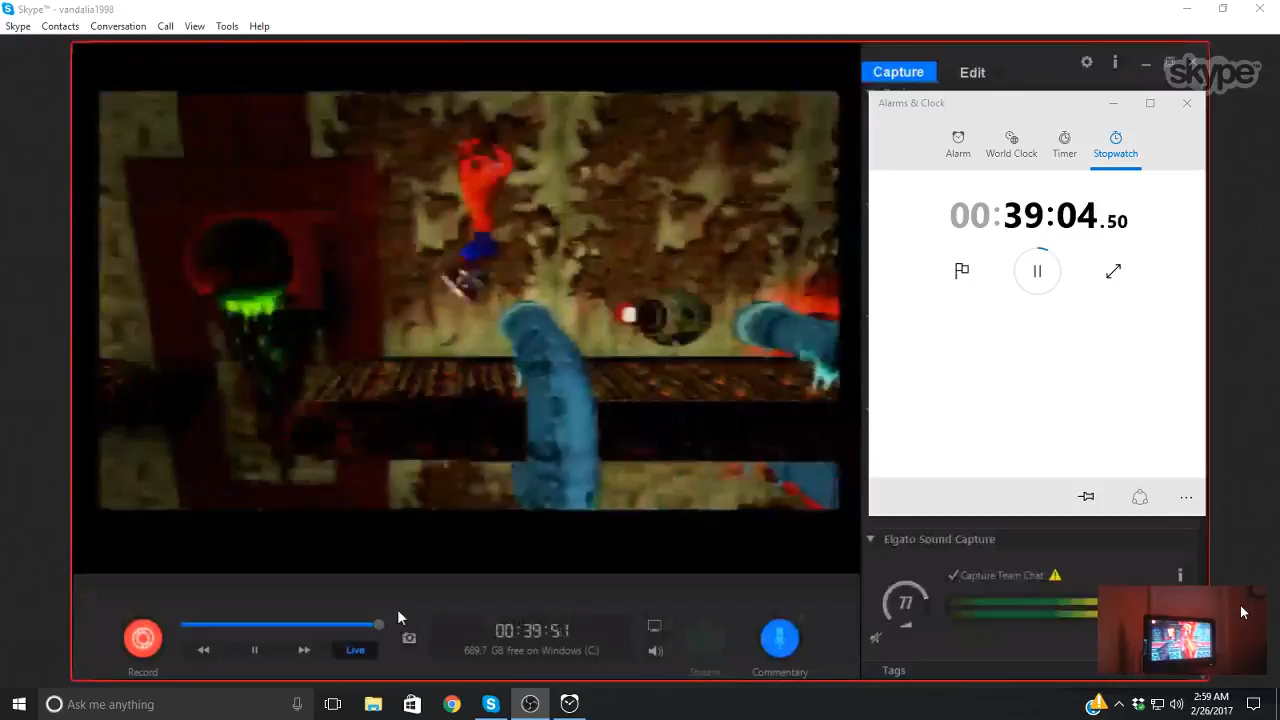 Skype™ - vandalia1998
Skype Contacts Conversation Call View Tools Help
Capture Edit
skype™
Alarms & Clock
Alarm World Clock Timer Stopwatch
00:39:04.50
Elgato Sound Capture
Capture Team Chat
77
00:39:51
689.7 GB free on Windows (C:)
Live
Record
Stream
Commentary
Tags
Ask me anything
2:59 AM
2/26/2017